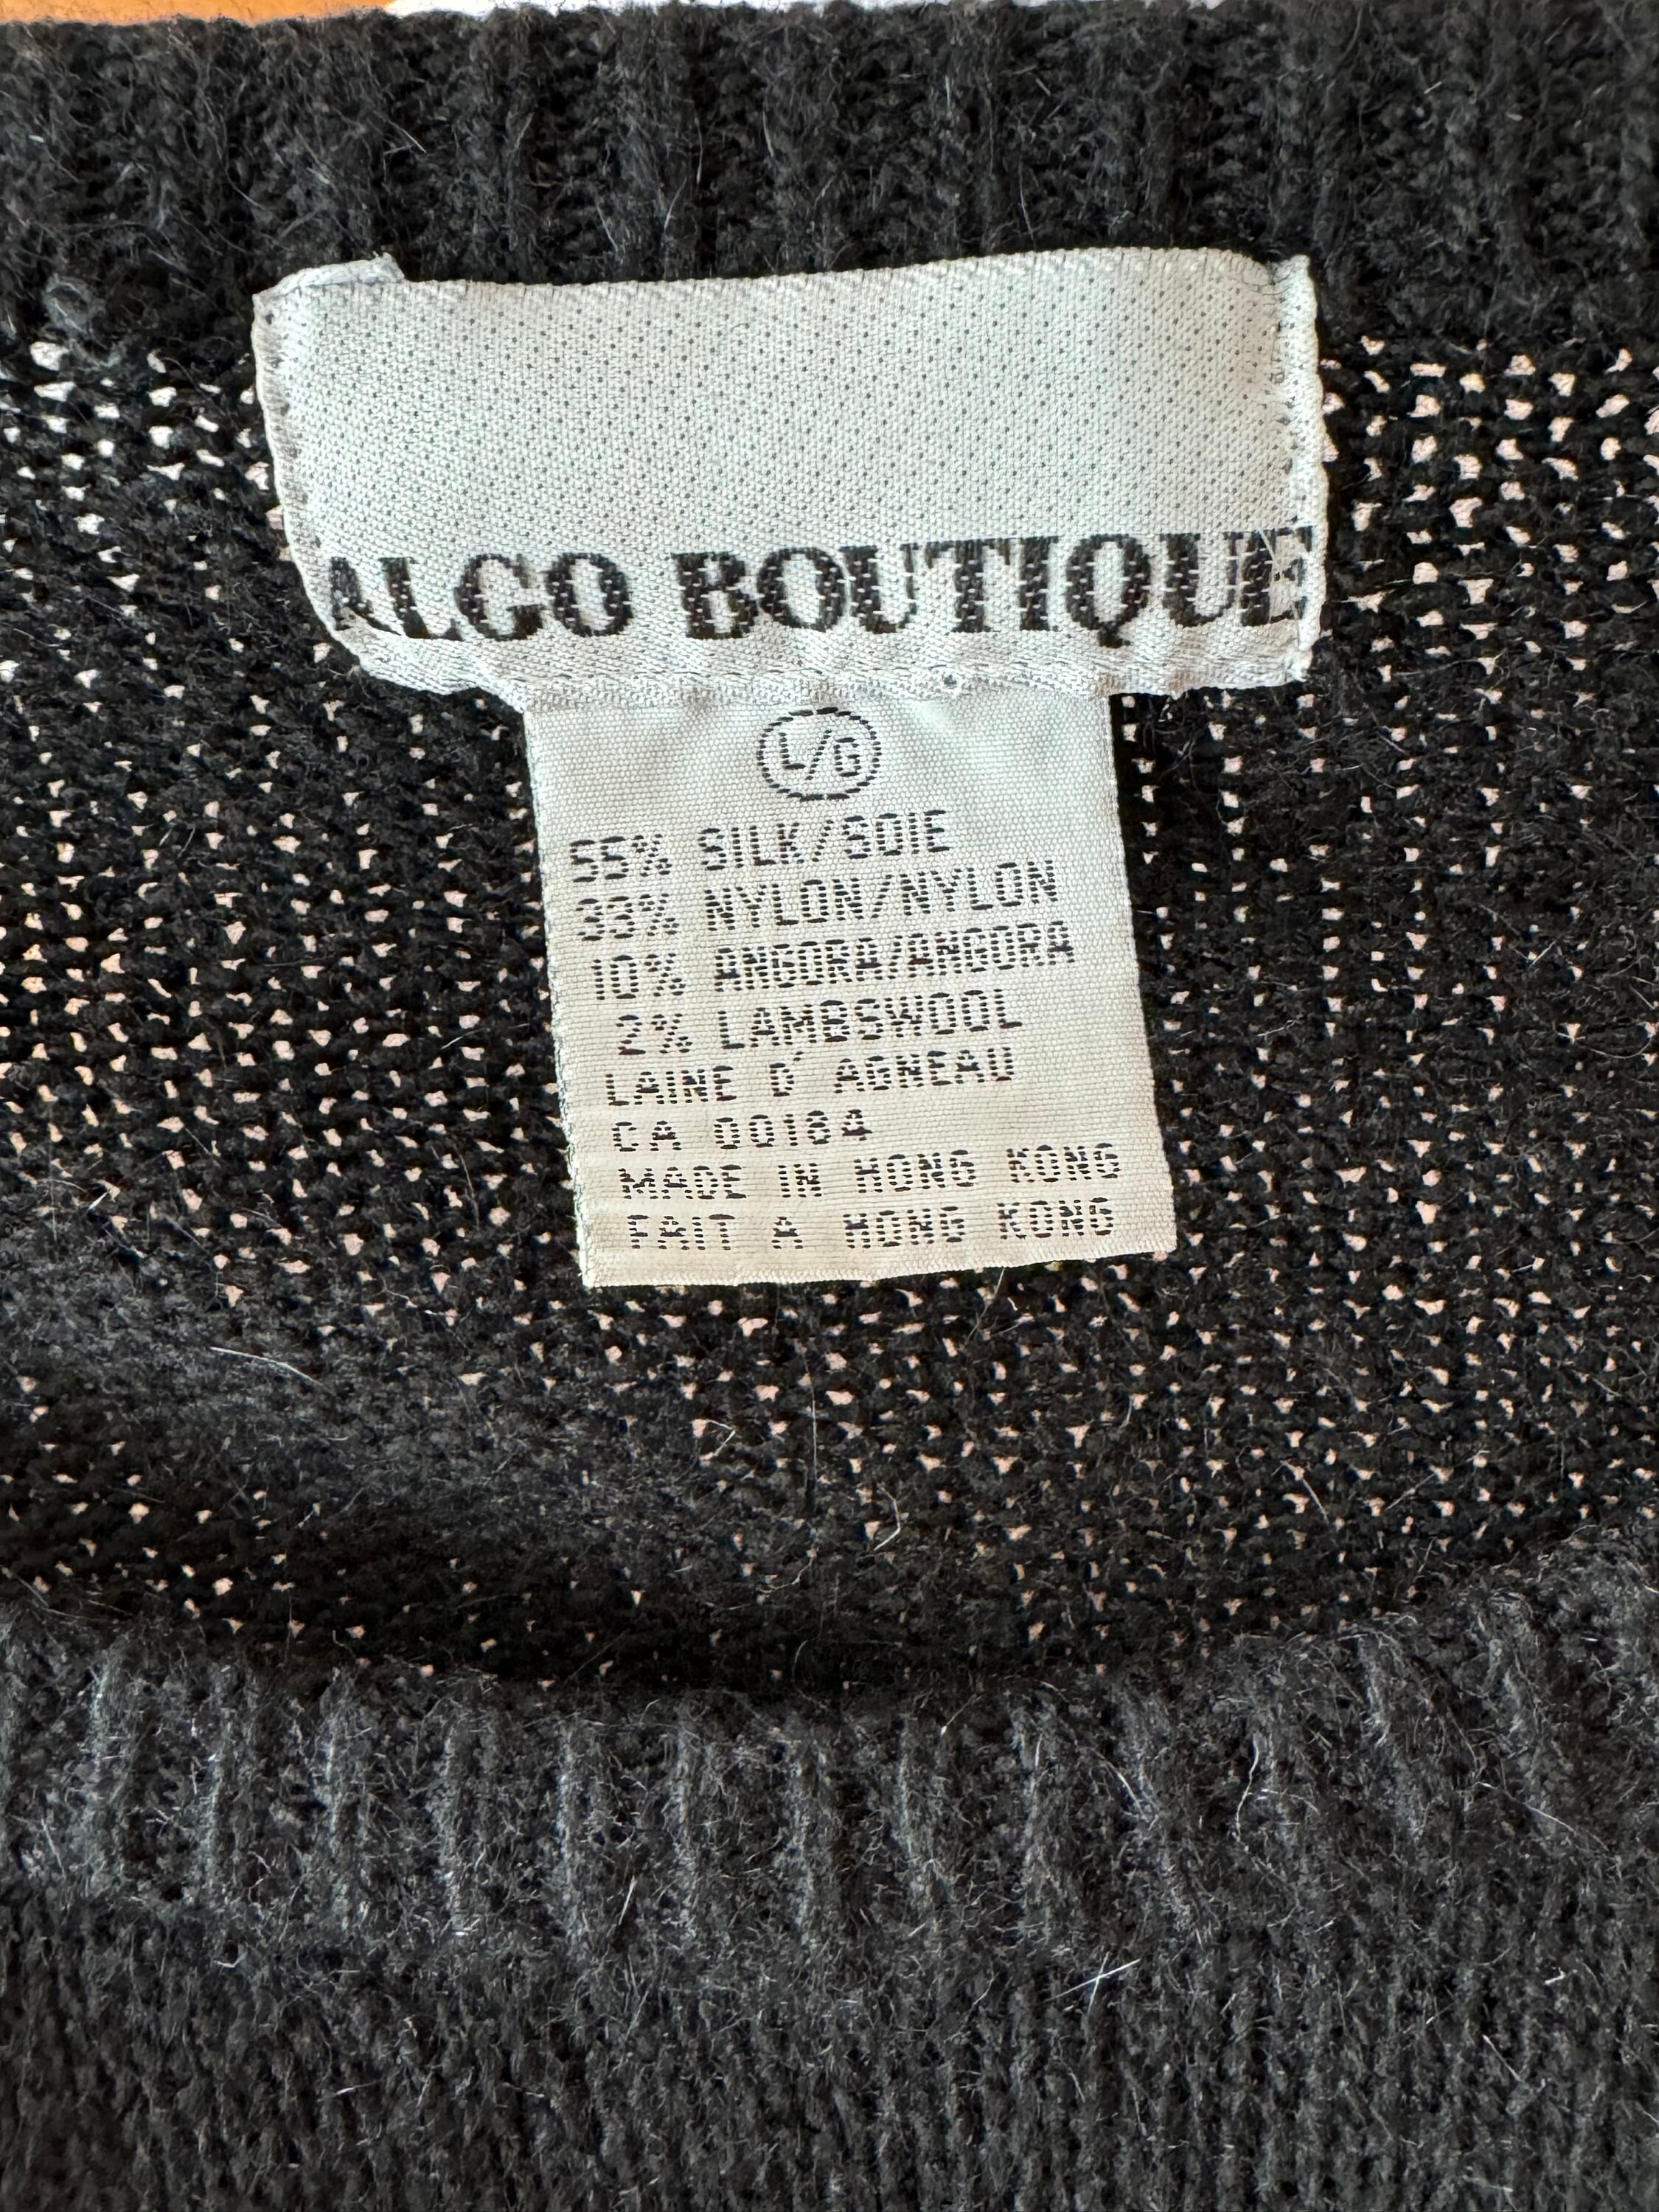 ALGO BOUTIQUE
L/G
55% SILK/SOIE
33% NYLON/NYLON
10% ANGORA/ANGORA
2% LAMBSWOOL
LAINE D'AGNEAU
CA 00184
MADE IN HONG KONG
FAIT A HONG KONG